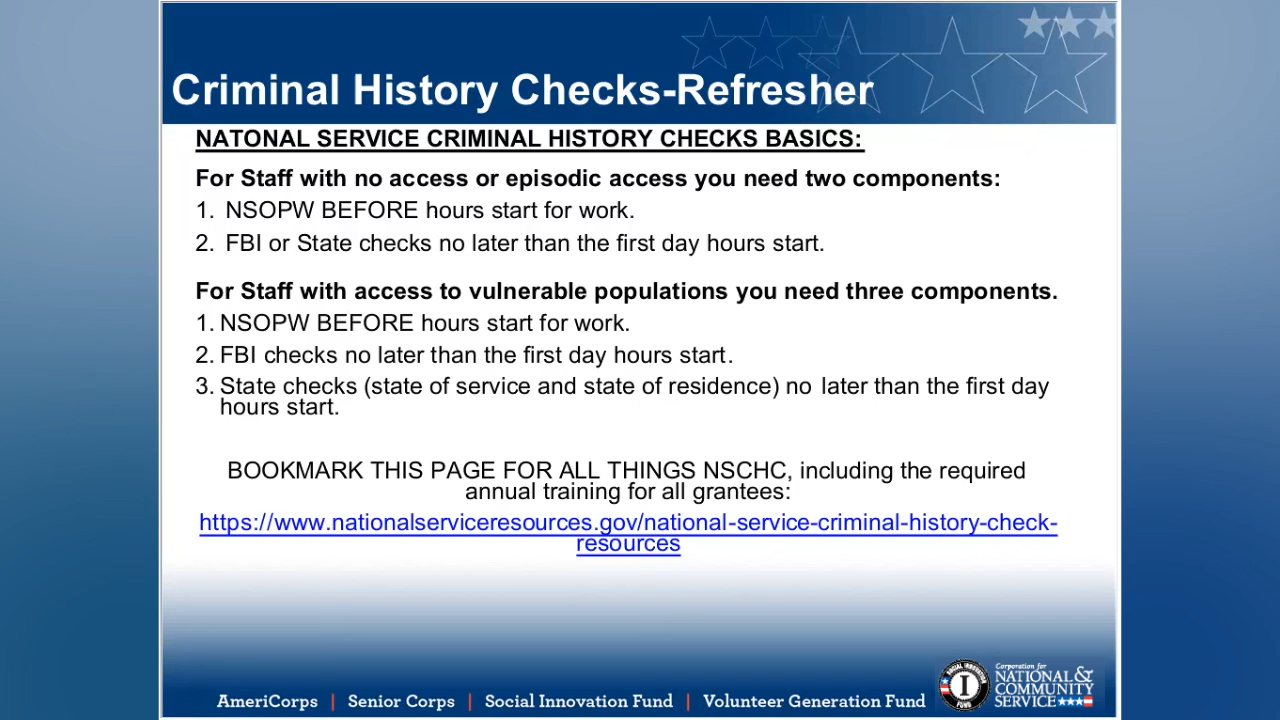 Criminal History Checks-Refresher
NATONAL SERVICE CRIMINAL HISTORY CHECKS BASICS:
For Staff with no access or episodic access you need two components:
1. NSOPW BEFORE hours start for work.
2. FBI or State checks no later than the first day hours start.
For Staff with access to vulnerable populations you need three components.
1. NSOPW BEFORE hours start for work.
2. FBI checks no later than the first day hours start.
3. State checks (state of service and state of residence) no later than the first day
hours start.
BOOKMARK THIS PAGE FOR ALL THINGS NSCHC, including the required
annual training for all grantees:
https://www.nationalserviceresources.gov/national-service-criminal-history-check-
resources
AmeriCorps | Senior Corps | Social Innovation Fund | Volunteer Generation Fund
SOCIAL INNOVATION
I
FUND
Corporation for
NATIONAL &
COMMUNITY
SERVICE